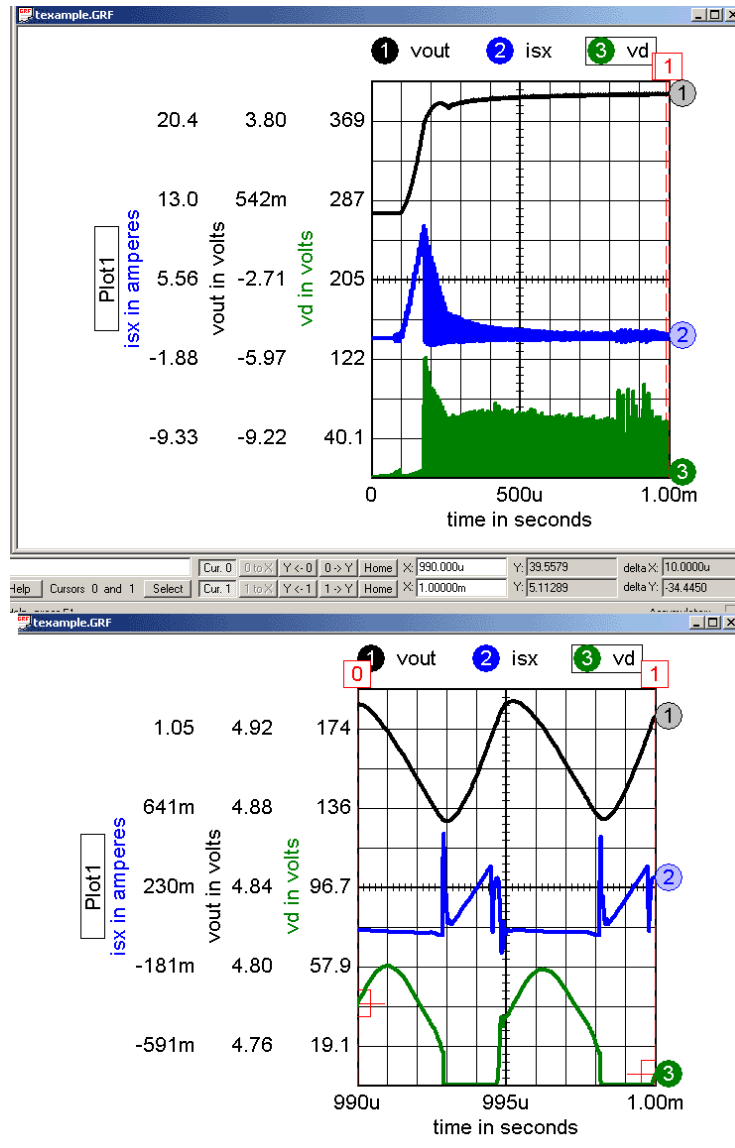 texample.GRF
1 vout 2 isx 3 vd
1
1
20.4 3.80 369
13.0 542m 287
Plot1
isx in amperes
vout in volts
vd in volts
5.56 -2.71 205
2
-1.88 -5.97 122
-9.33 -9.22 40.1
3
0 500u 1.00m
time in seconds
Cur. 0 0 to X Y <- 0 0 -> Y Home X: 990.000u Y: 39.5579 delta X: 10.0000u
Help Cursors 0 and 1 Select Cur. 1 1 to X Y <- 1 1 -> Y Home X: 1.00000m Y: 5.11289 delta Y: -34.4450
texample.GRF
1 vout 2 isx 3 vd
0 1
1
1.05 4.92 174
641m 4.88 136
Plot1
isx in amperes
vout in volts
vd in volts
230m 4.84 96.7
2
-181m 4.80 57.9
-591m 4.76 19.1
3
990u 995u 1.00m
time in seconds